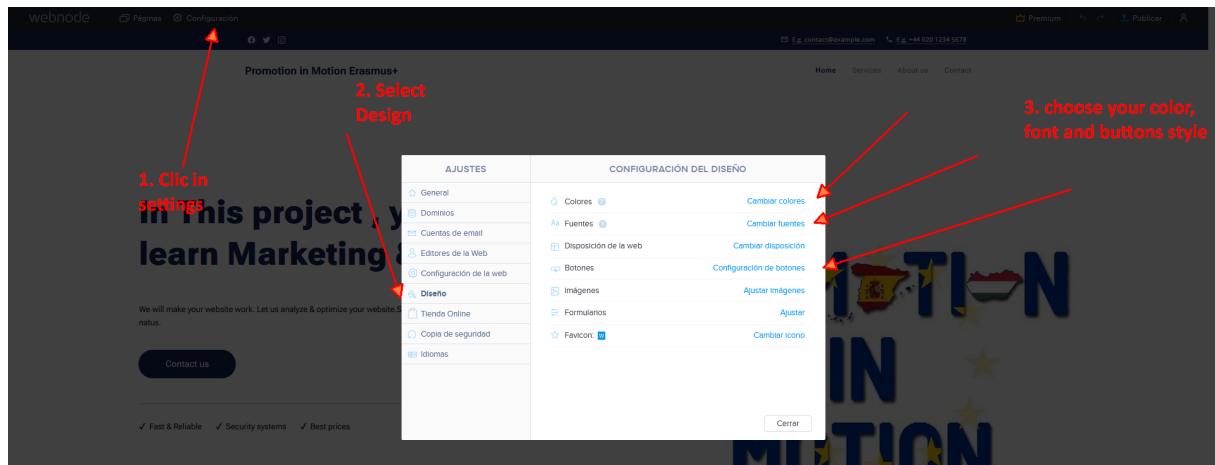 webnode Páginas Configuración Premium Publicar
E.g. contact@example.com E.g. +44 020 1234 5678
Promotion in Motion Erasmus+
Home Services About us Contact
2. Select
Design
3. choose your color,
font and buttons style
1. Clic in
settings
In This project , y
learn Marketing &
We will make your website work. Let us analyze & optimize your website.S
natus.
Contact us
✓ Fast & Reliable ✓ Security systems ✓ Best prices
AJUSTES
General
Dominios
Cuentas de email
Editores de la Web
Configuración de la web
Diseño
Tienda Online
Copia de seguridad
Idiomas
CONFIGURACIÓN DEL DISEÑO
Colores ? Cambiar colores
Aa Fuentes ? Cambiar fuentes
Disposición de la web Cambiar disposición
Botones Configuración de botones
Imágenes Ajustar imágenes
Formularios Ajustar
Favicon: W Cambiar icono
Cerrar
MOTION
IN
MOTION